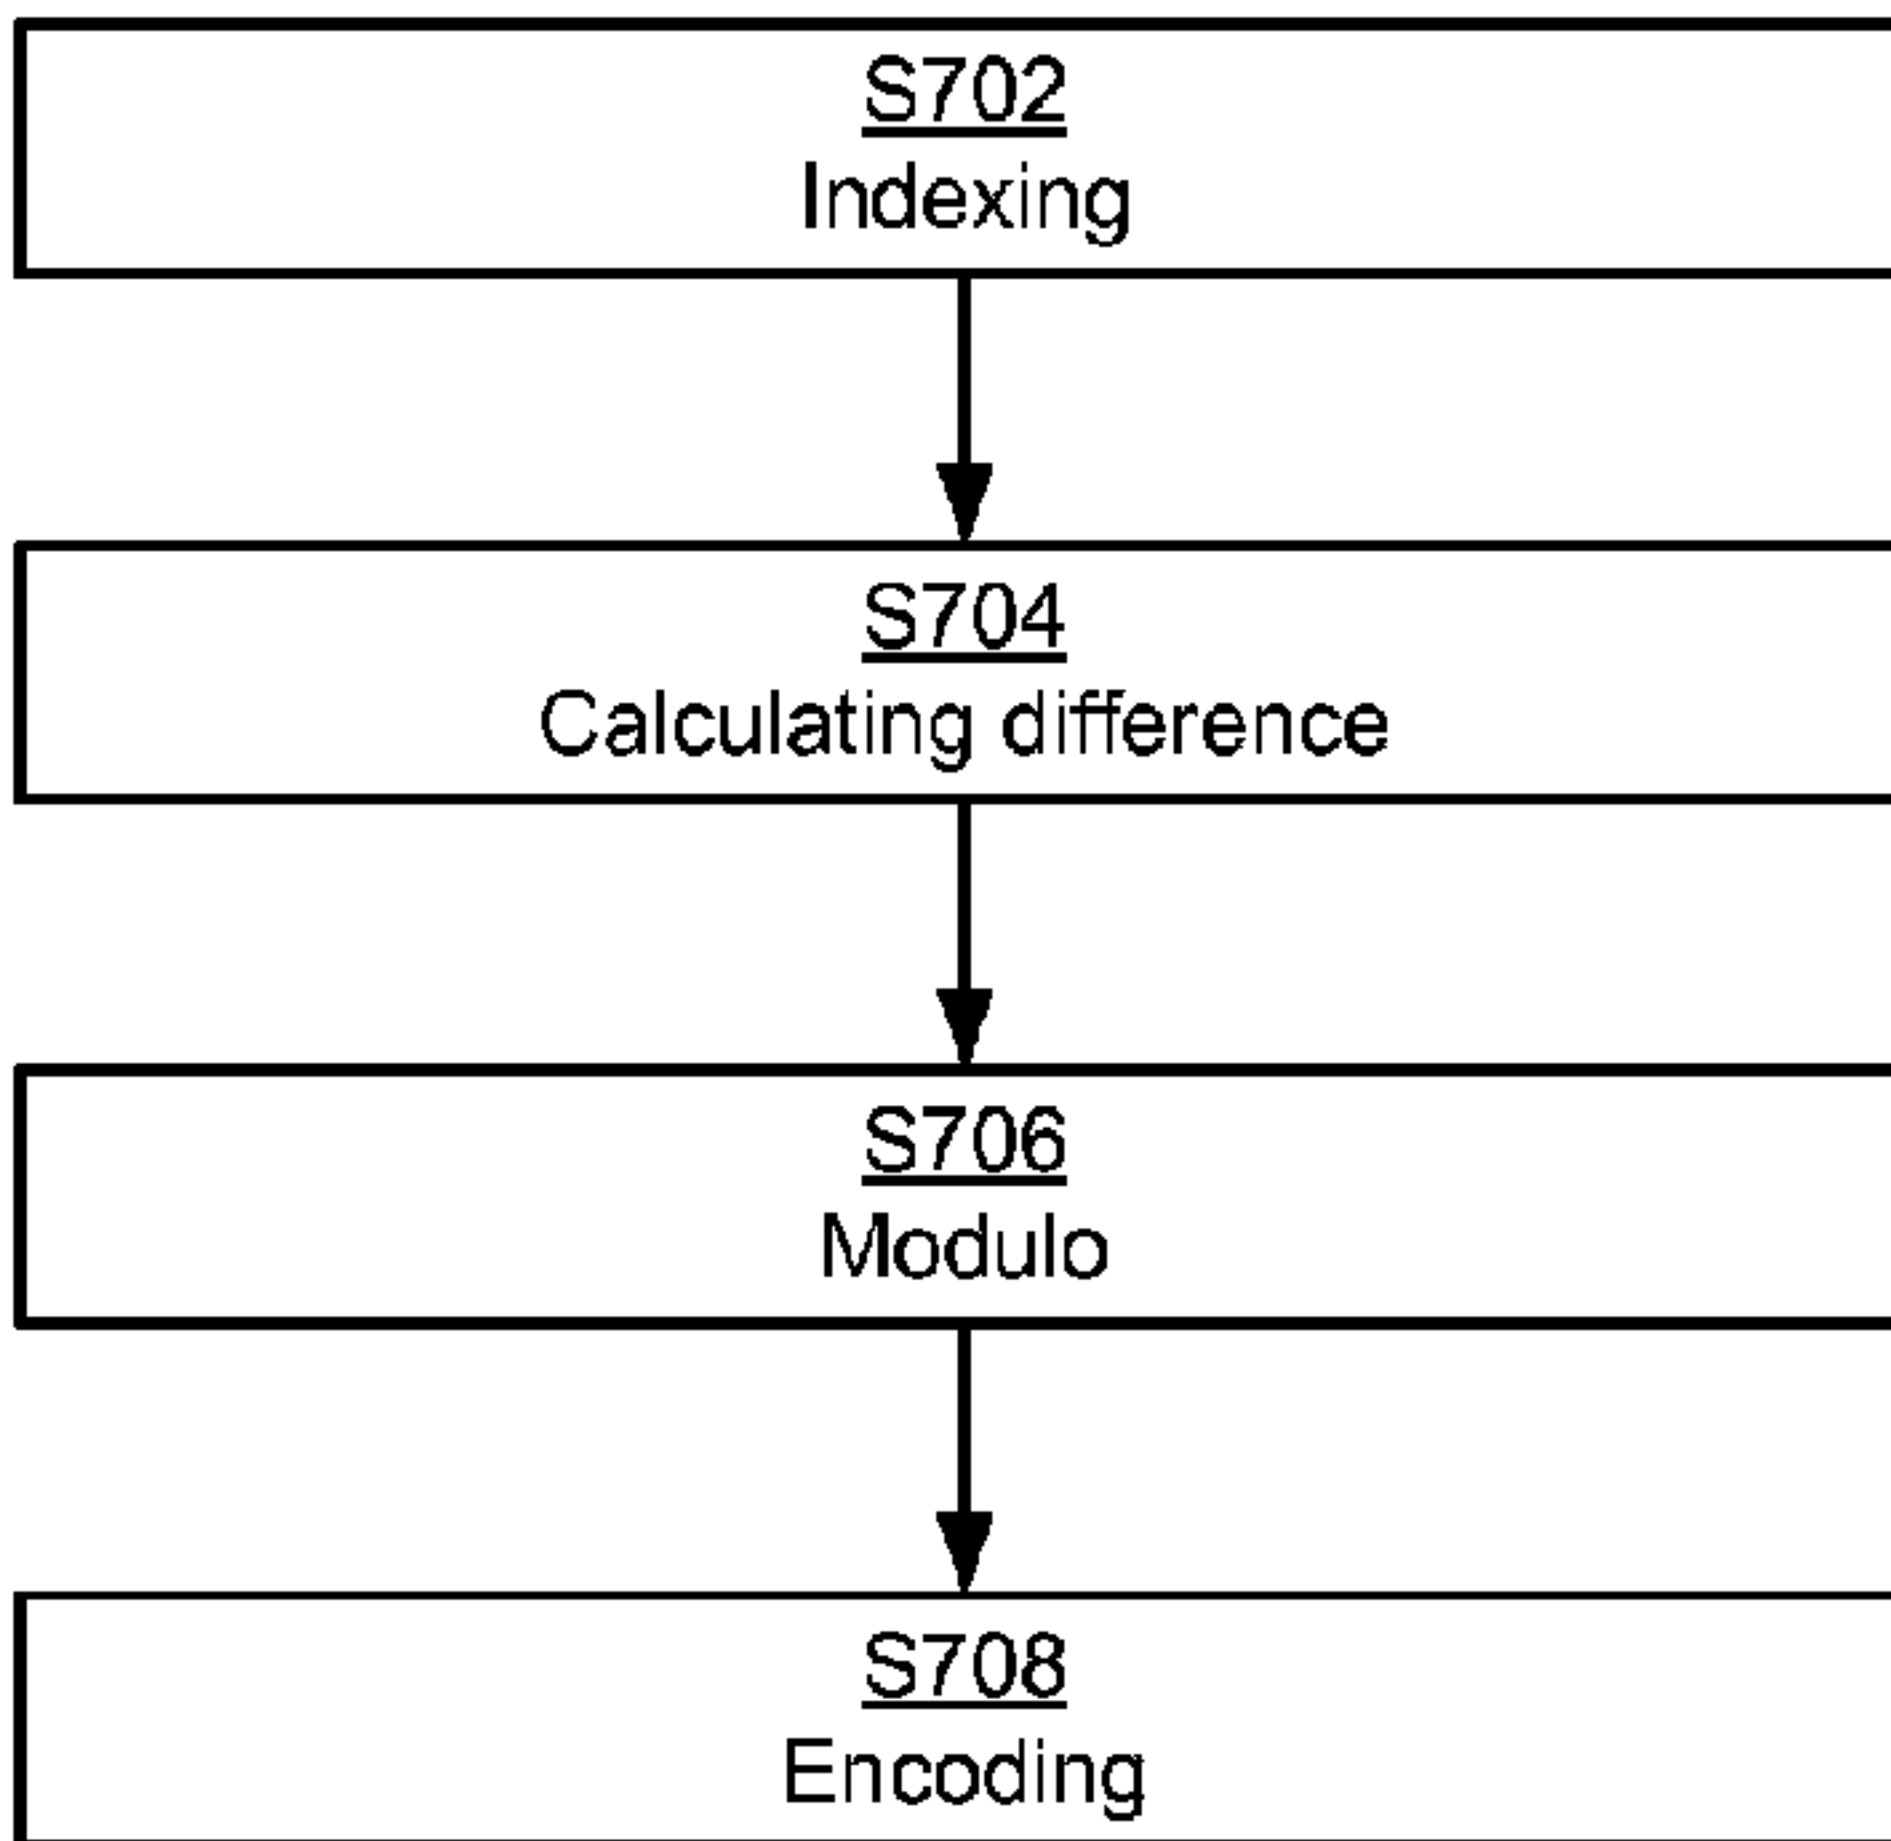 S702
Indexing
S704
Calculating difference
S706
Modulo
S708
Encoding